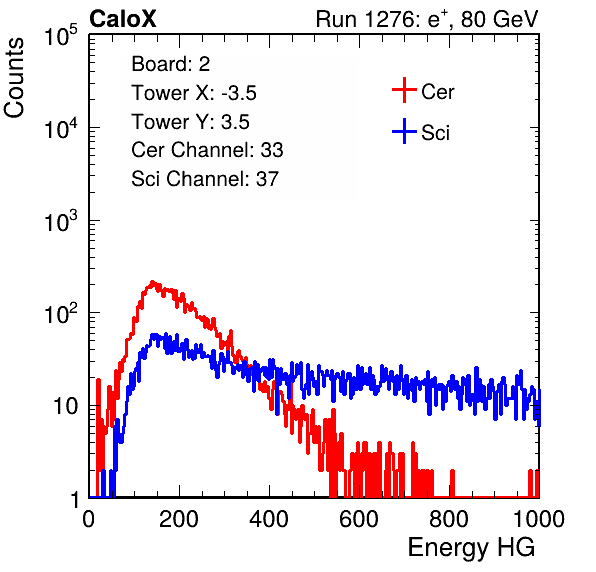 CaloX Run 1276: e⁺, 80 GeV
Counts
10⁵
10⁴
10³
10²
10
1
Board: 2
Tower X: -3.5
Tower Y: 3.5
Cer Channel: 33
Sci Channel: 37
Cer
Sci
0 200 400 600 800 1000
Energy HG